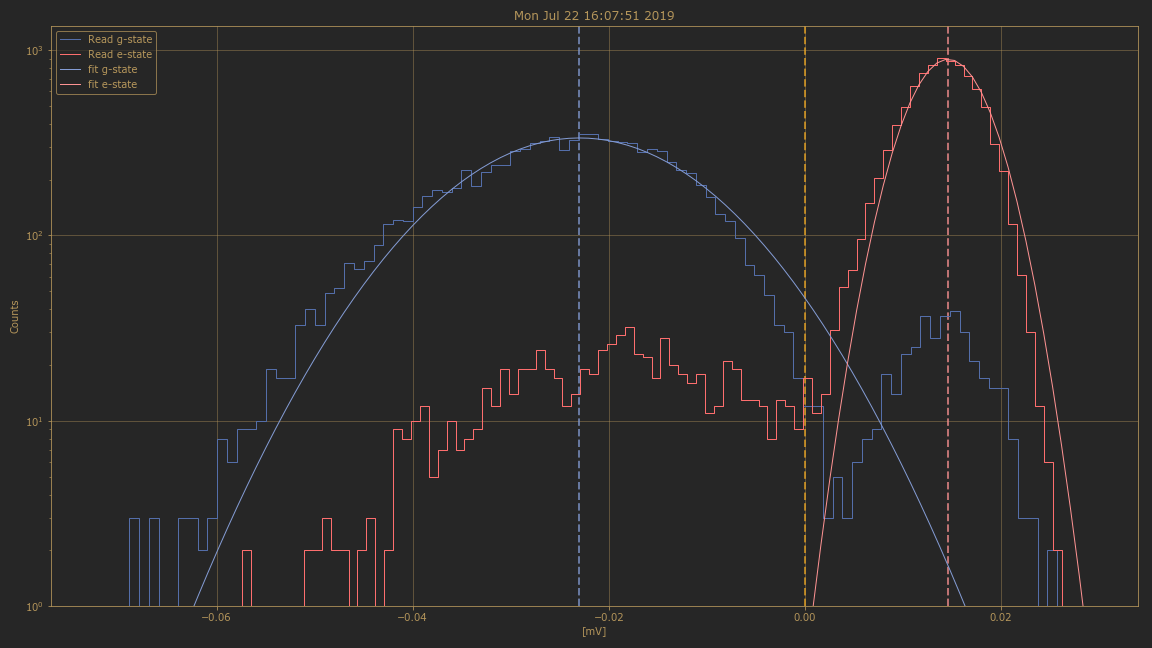 Mon Jul 22 16:07:51 2019
Read g-state
Read e-state
fit g-state
fit e-state
Counts
10³
10²
10¹
10⁰
−0.06
−0.04
−0.02
0.00
0.02
[mV]